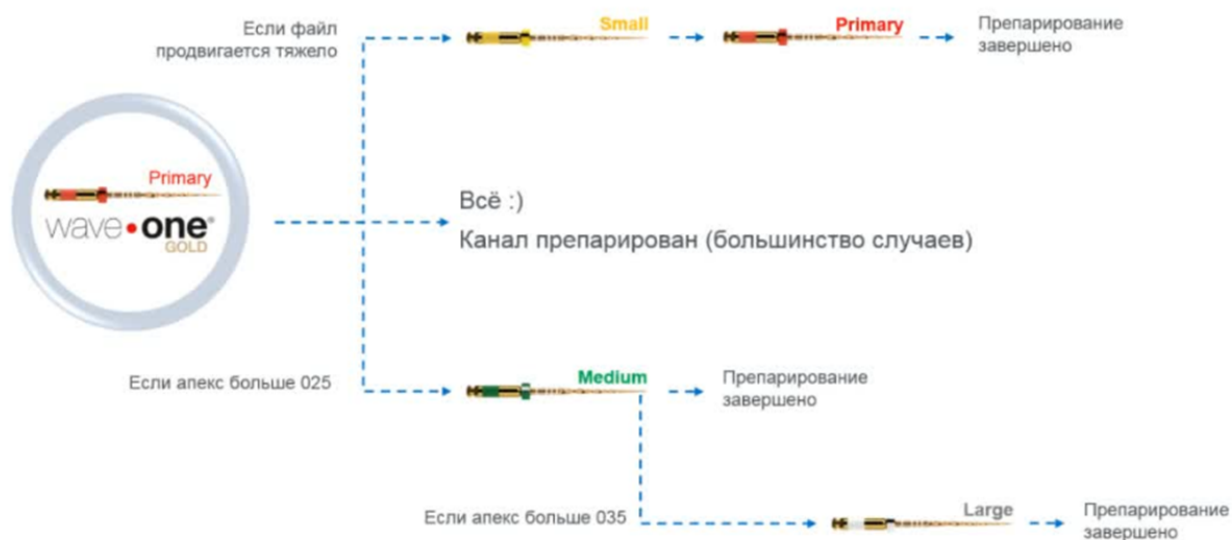 Если файл
продвигается тяжело
Small
Primary
Препарирование
завершено
Primary
wave•one®
GOLD
Всё :)
Канал препарирован (большинство случаев)
Если апекс больше 025
Medium
Препарирование
завершено
Если апекс больше 035
Large
Препарирование
завершено